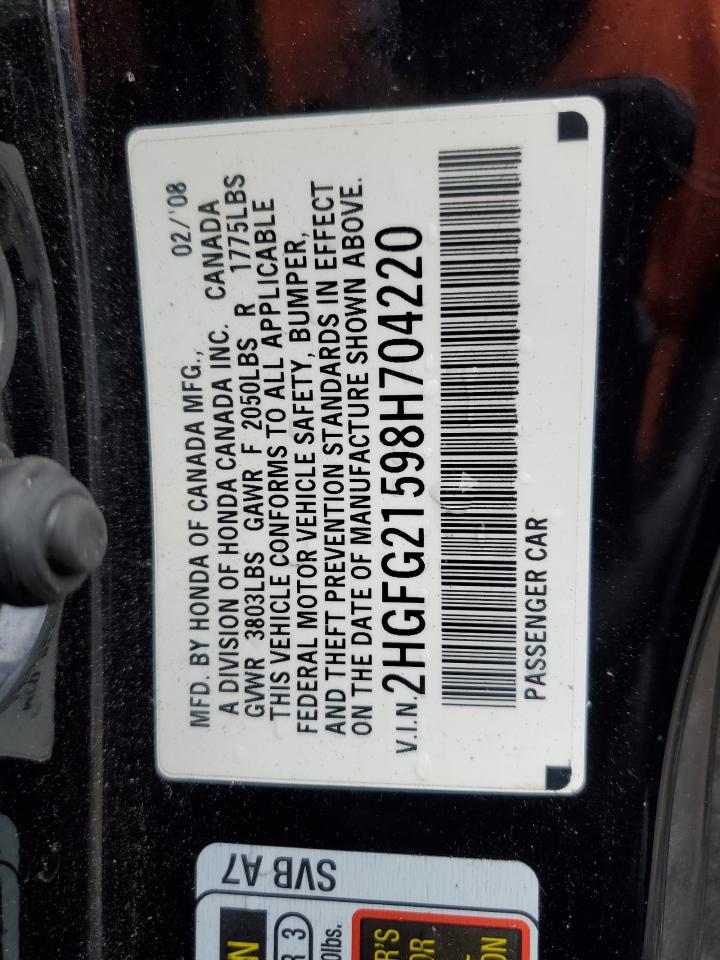 MFD. BY HONDA OF CANADA MFG., 02/'08
A DIVISION OF HONDA CANADA INC. CANADA
GVWR 3803LBS GAWR F 2050LBS R 1775LBS
THIS VEHICLE CONFORMS TO ALL APPLICABLE
FEDERAL MOTOR VEHICLE SAFETY, BUMPER,
AND THEFT PREVENTION STANDARDS IN EFFECT
ON THE DATE OF MANUFACTURE SHOWN ABOVE.
V.I.N. 2HGFG21598H704220
PASSENGER CAR
SVB A7